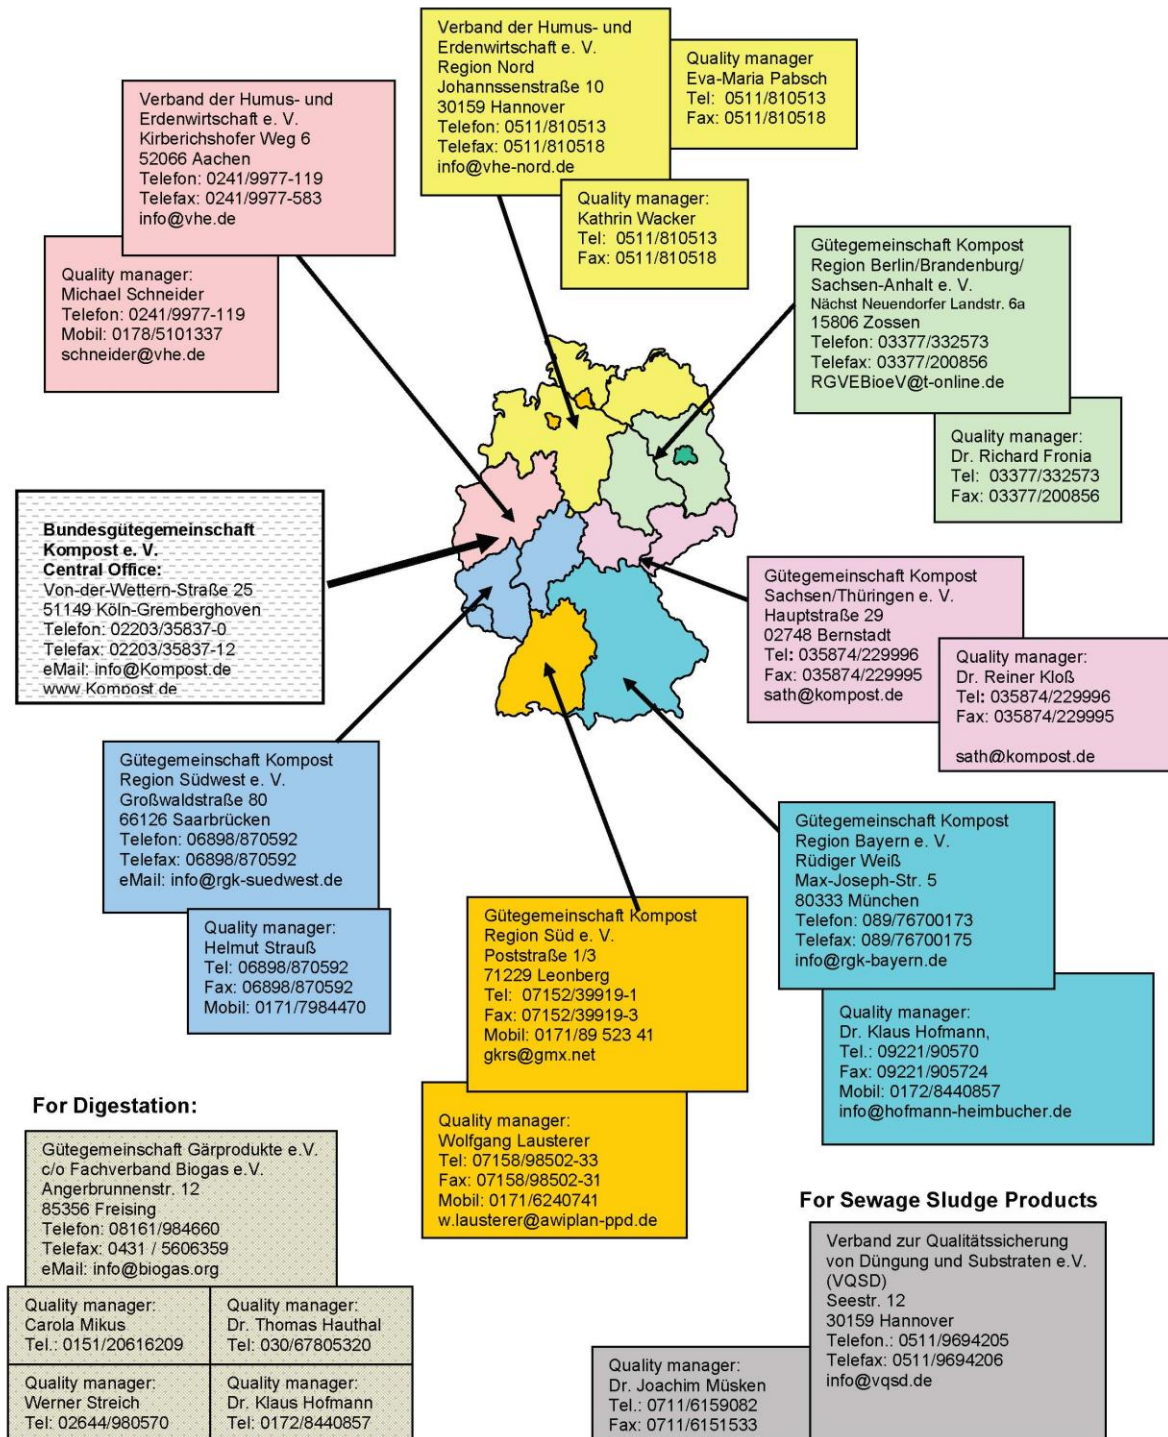 Verband der Humus- und
Erdenwirtschaft e. V.
Region Nord
Johannssenstraße 10
30159 Hannover
Telefon: 0511/810513
Telefax: 0511/810518
info@vhe-nord.de
Quality manager
Eva-Maria Pabsch
Tel: 0511/810513
Fax: 0511/810518
Quality manager:
Kathrin Wacker
Tel: 0511/810513
Fax: 0511/810518
Verband der Humus- und
Erdenwirtschaft e. V.
Kirberichshofer Weg 6
52066 Aachen
Telefon: 0241/9977-119
Telefax: 0241/9977-583
info@vhe.de
Quality manager:
Michael Schneider
Telefon: 0241/9977-119
Mobil: 0178/5101337
schneider@vhe.de
Gütegemeinschaft Kompost
Region Berlin/Brandenburg/
Sachsen-Anhalt e. V.
Nächst Neuendorfer Landstr. 6a
15806 Zossen
Telefon: 03377/332573
Telefax: 03377/200856
RGVEBioeV@t-online.de
Quality manager:
Dr. Richard Fronia
Tel: 03377/332573
Fax: 03377/200856
Bundesgütegemeinschaft
Kompost e. V.
Central Office:
Von-der-Wettern-Straße 25
51149 Köln-Gremberghoven
Telefon: 02203/35837-0
Telefax: 02203/35837-12
eMail: info@Kompost.de
www.Kompost.de
Gütegemeinschaft Kompost
Sachsen/Thüringen e. V.
Hauptstraße 29
02748 Bernstadt
Tel: 035874/229996
Fax: 035874/229995
sath@kompost.de
Quality manager:
Dr. Reiner Kloß
Tel: 035874/229996
Fax: 035874/229995
sath@kompost.de
Gütegemeinschaft Kompost
Region Südwest e. V.
Großwaldstraße 80
66126 Saarbrücken
Telefon: 06898/870592
Telefax: 06898/870592
eMail: info@rgk-suedwest.de
Quality manager:
Helmut Strauß
Tel: 06898/870592
Fax: 06898/870592
Mobil: 0171/7984470
Gütegemeinschaft Kompost
Region Süd e. V.
Poststraße 1/3
71229 Leonberg
Tel: 07152/39919-1
Fax: 07152/39919-3
Mobil: 0171/89 523 41
gkrs@gmx.net
Quality manager:
Wolfgang Lausterer
Tel: 07158/98502-33
Fax: 07158/98502-31
Mobil: 0171/6240741
w.lausterer@awiplan-ppd.de
Gütegemeinschaft Kompost
Region Bayern e. V.
Rüdiger Weiß
Max-Joseph-Str. 5
80333 München
Telefon: 089/76700173
Telefax: 089/76700175
info@rgk-bayern.de
Quality manager:
Dr. Klaus Hofmann,
Tel.: 09221/90570
Fax: 09221/905724
Mobil: 0172/8440857
info@hofmann-heimbucher.de
For Digestation:
Gütegemeinschaft Gärprodukte e.V.
c/o Fachverband Biogas e.V.
Angerbrunnenstr. 12
85356 Freising
Telefon: 08161/984660
Telefax: 0431 / 5606359
eMail: info@biogas.org
Quality manager:
Carola Mikus
Tel.: 0151/20616209
Quality manager:
Dr. Thomas Hauthal
Tel: 030/67805320
Quality manager:
Werner Streich
Tel: 02644/980570
Quality manager:
Dr. Klaus Hofmann
Tel: 0172/8440857
For Sewage Sludge Products
Verband zur Qualitätssicherung
von Düngung und Substraten e.V.
(VQSD)
Seestr. 12
30159 Hannover
Telefon.: 0511/9694205
Telefax: 0511/9694206
info@vqsd.de
Quality manager:
Dr. Joachim Müsken
Tel.: 0711/6159082
Fax: 0711/6151533